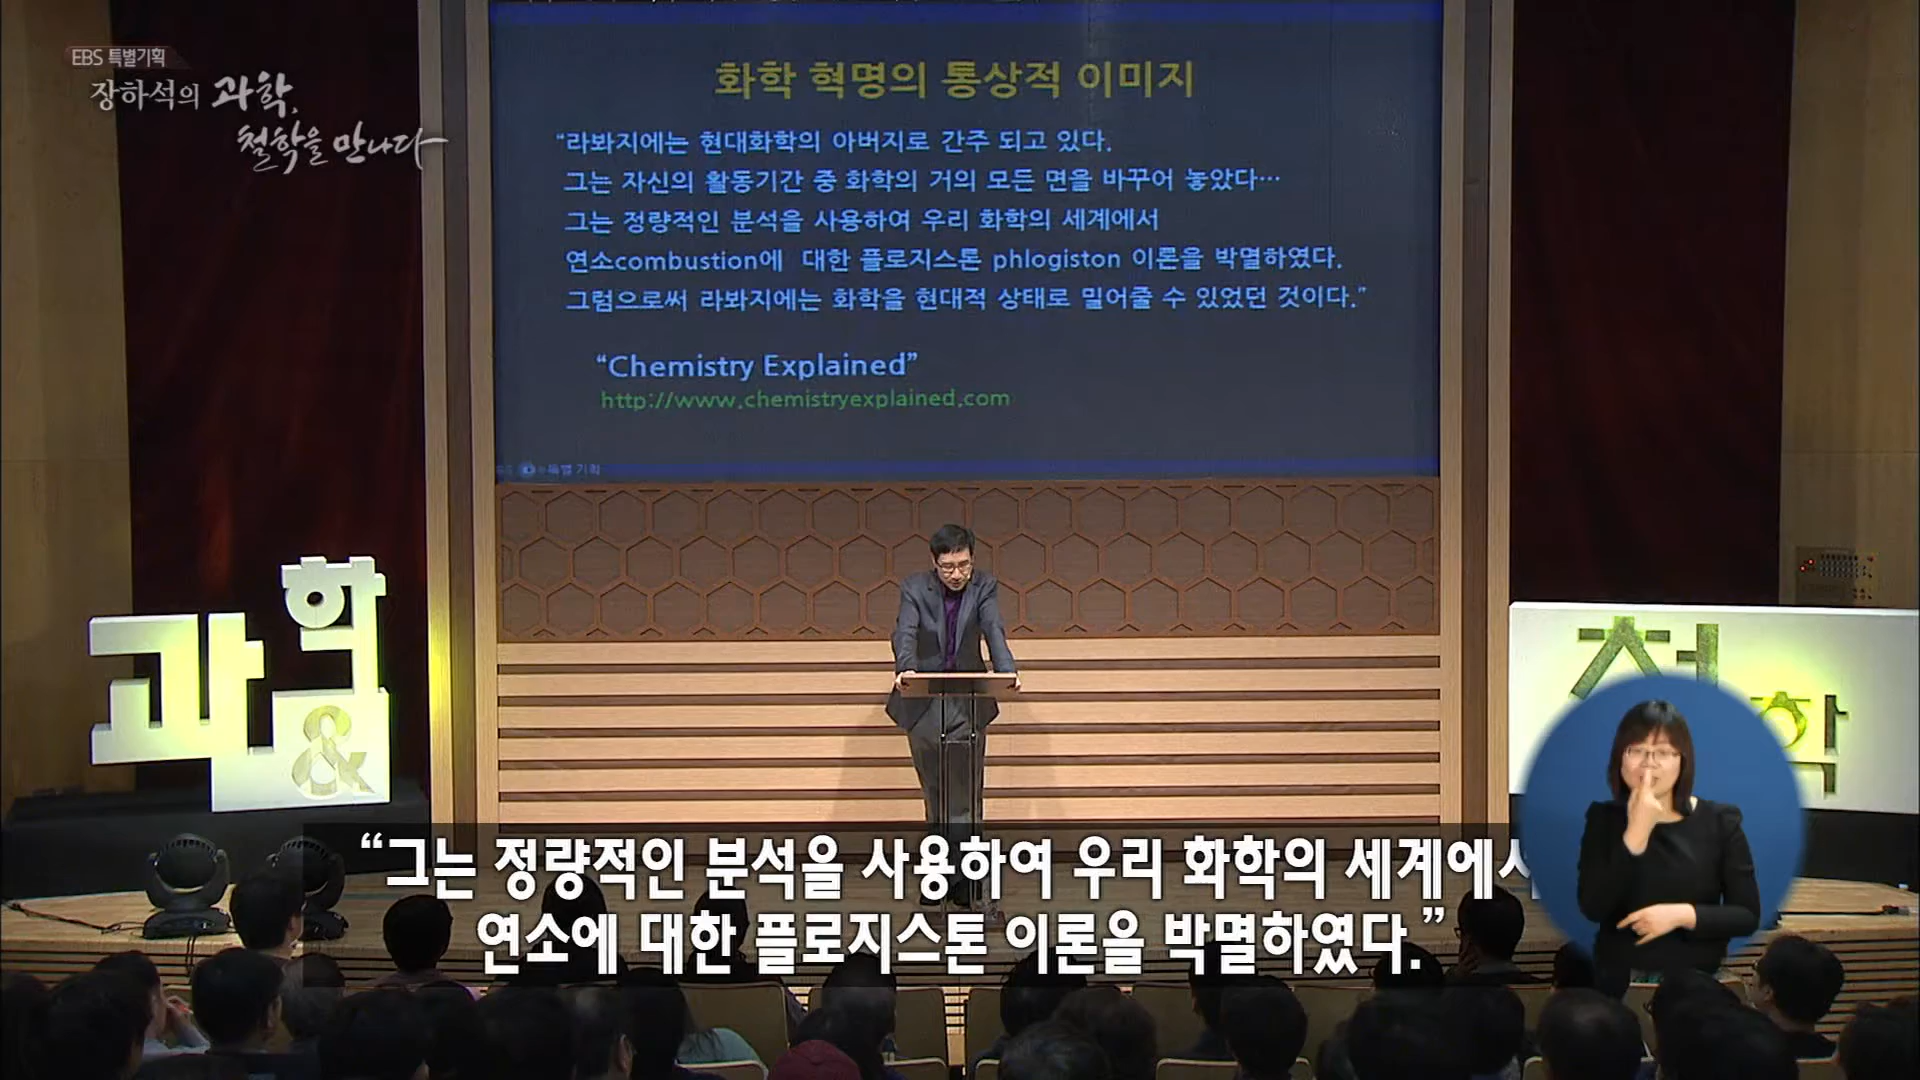 EBS 특별기획
장하석의 과학,
철학을 만나다
화학 혁명의 통상적 이미지
“라봐지에는 현대화학의 아버지로 간주 되고 있다.
그는 자신의 활동기간 중 화학의 거의 모든 면을 바꾸어 놓았다…
그는 정량적인 분석을 사용하여 우리 화학의 세계에서
연소combustion에 대한 플로지스톤 phlogiston 이론을 박멸하였다.
그럼으로써 라봐지에는 화학을 현대적 상태로 밀어줄 수 있었던 것이다.”
“Chemistry Explained”
http://www.chemistryexplained.com
특별 기획
과학
&
철학
“그는 정량적인 분석을 사용하여 우리 화학의 세계에서
연소에 대한 플로지스톤 이론을 박멸하였다.”